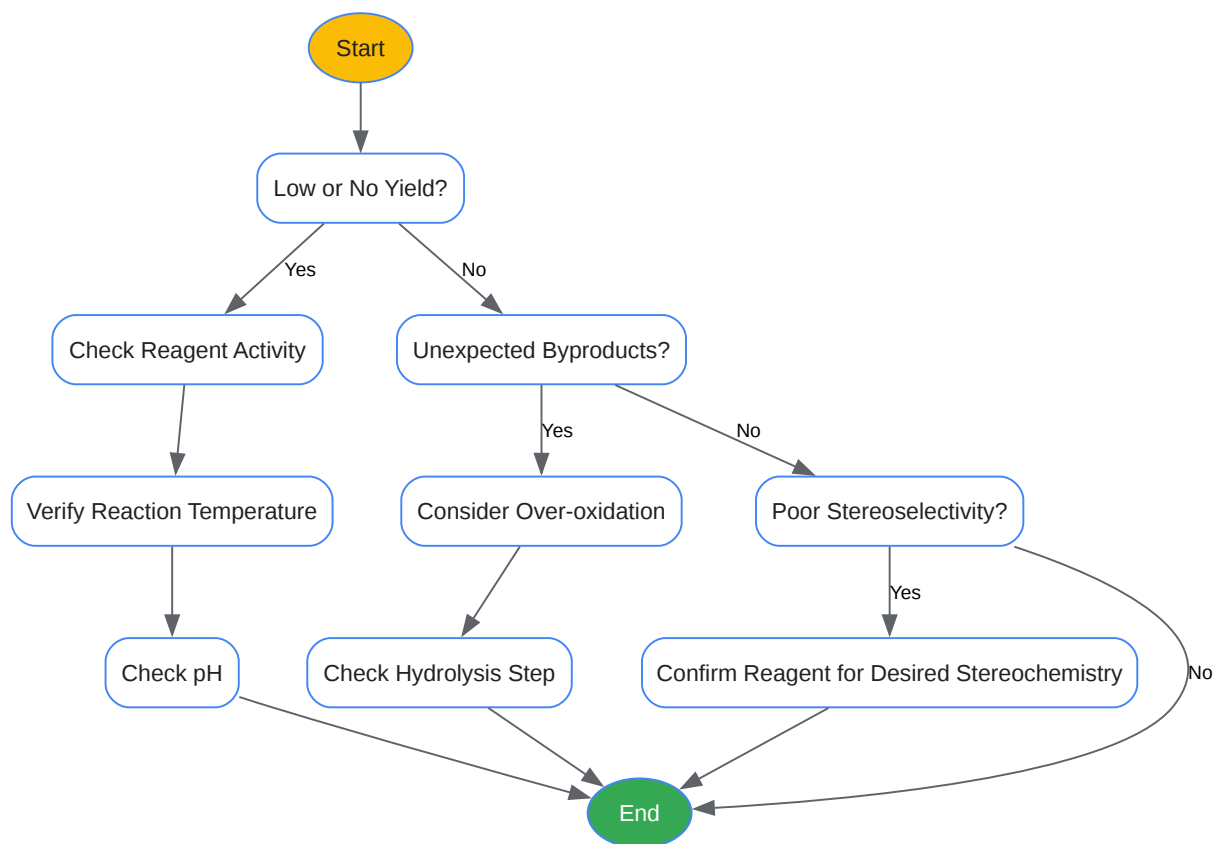 Start
Low or No Yield?
Yes
No
Check Reagent Activity
Unexpected Byproducts?
Yes
No
Verify Reaction Temperature
Consider Over-oxidation
Poor Stereoselectivity?
Yes
Check pH
Check Hydrolysis Step
Confirm Reagent for Desired Stereochemistry
No
End